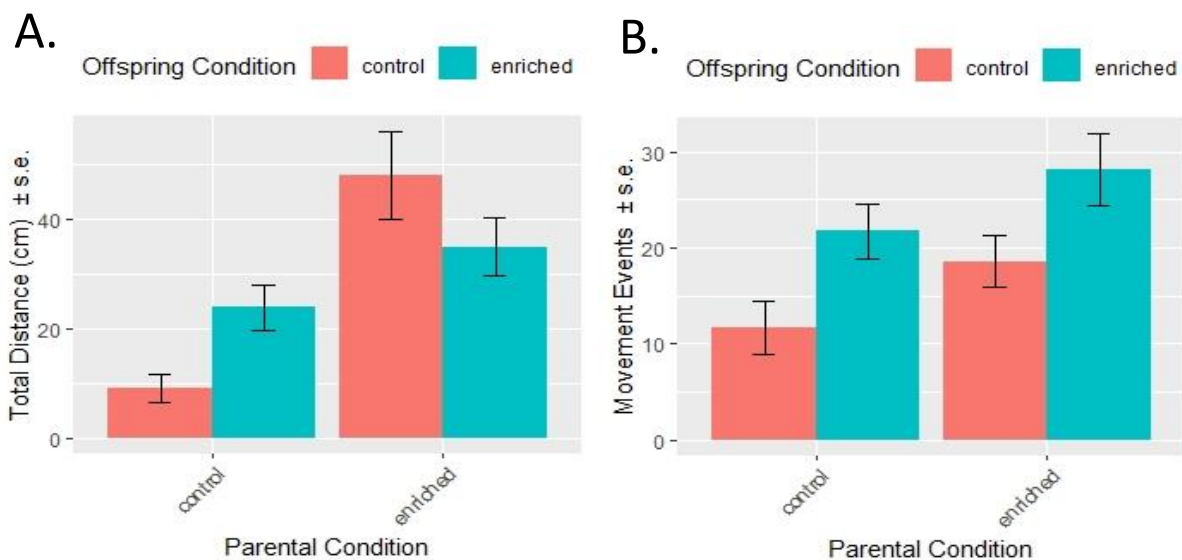 A.
Offspring Condition control enriched
Total Distance (cm) ± s.e.
40
20
0
control
enriched
Parental Condition
B.
Offspring Condition control enriched
Movement Events ± s.e.
30
20
10
0
control
enriched
Parental Condition